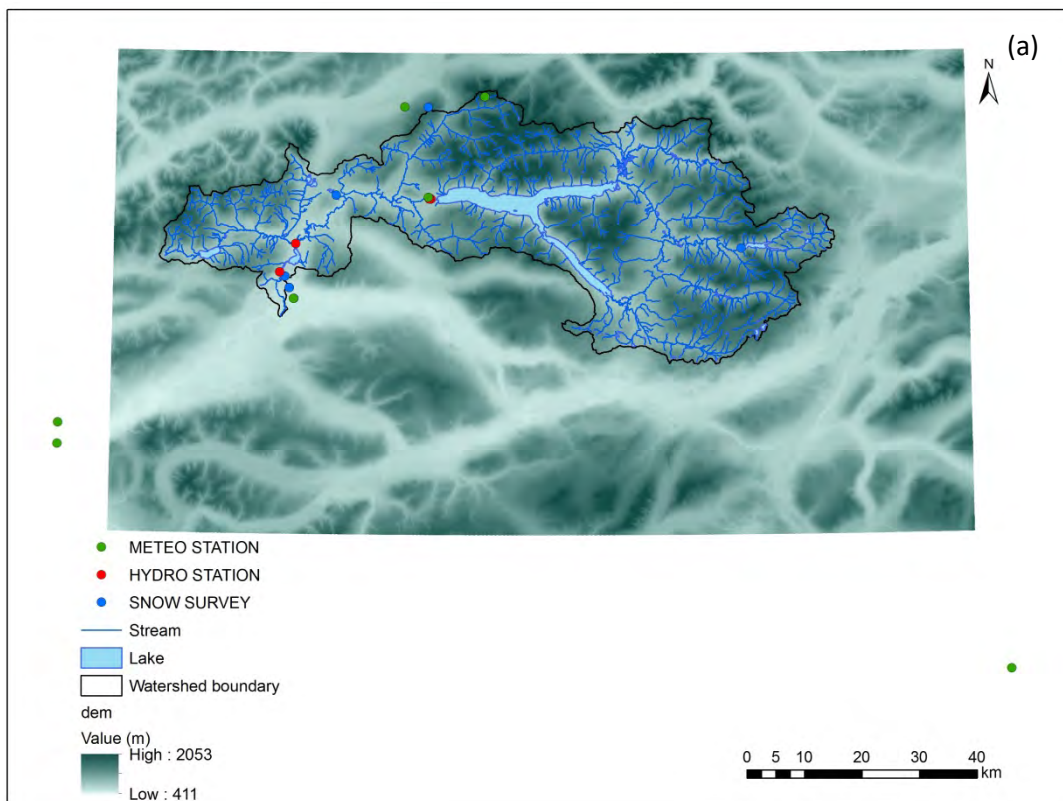 (a)
N
METEO STATION
HYDRO STATION
SNOW SURVEY
Stream
Lake
Watershed boundary
dem
Value (m)
High : 2053
Low : 411
0 5 10 20 30 40
km